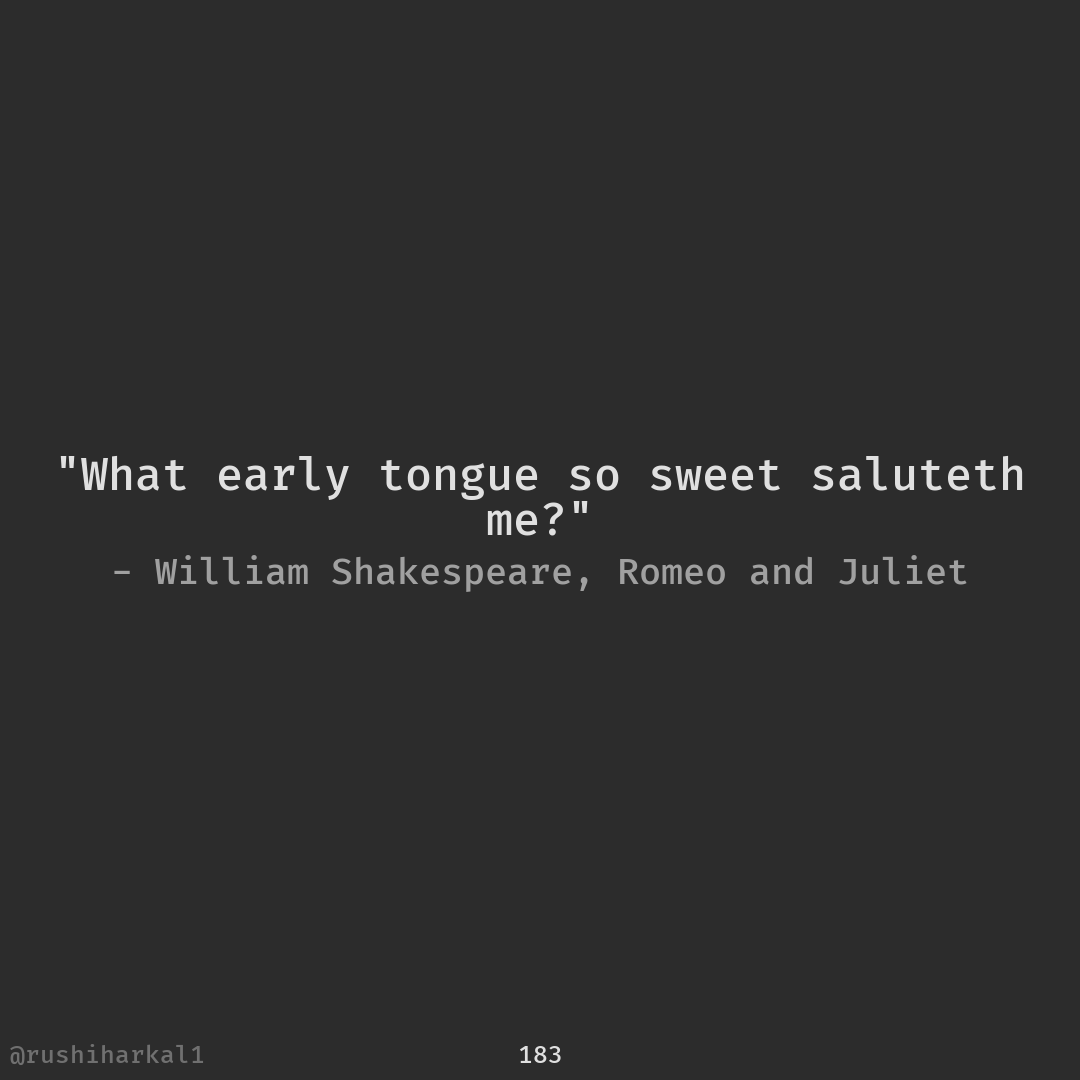 "What early tongue so sweet saluteth
me?"
- William Shakespeare, Romeo and Juliet
@rushiharkal1
183